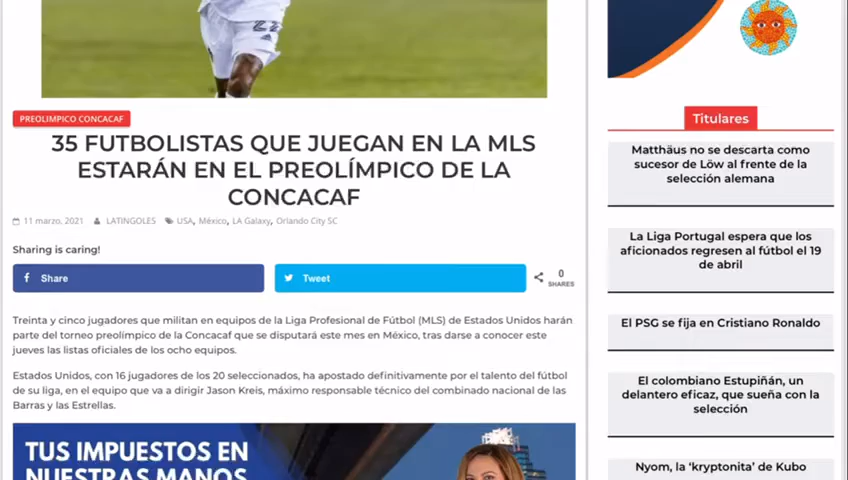 22
PREOLIMPICO CONCACAF
35 FUTBOLISTAS QUE JUEGAN EN LA MLS
ESTARÁN EN EL PREOLÍMPICO DE LA
CONCACAF
11 marzo, 2021 LATINGOLES USA, México, LA Galaxy, Orlando City SC
Sharing is caring!
Share
Tweet
0
SHARES
Treinta y cinco jugadores que militan en equipos de la Liga Profesional de Fútbol (MLS) de Estados Unidos harán
parte del torneo preolímpico de la Concacaf que se disputará este mes en México, tras darse a conocer este
jueves las listas oficiales de los ocho equipos.
Estados Unidos, con 16 jugadores de los 20 seleccionados, ha apostado definitivamente por el talento del fútbol
de su liga, en el equipo que va a dirigir Jason Kreis, máximo responsable técnico del combinado nacional de las
Barras y las Estrellas.
TUS IMPUESTOS EN
NUESTRAS MANOS
Titulares
Matthäus no se descarta como
sucesor de Löw al frente de la
selección alemana
La Liga Portugal espera que los
aficionados regresen al fútbol el 19
de abril
El PSG se fija en Cristiano Ronaldo
El colombiano Estupiñán, un
delantero eficaz, que sueña con la
selección
Nyom, la ‘kryptonita’ de Kubo